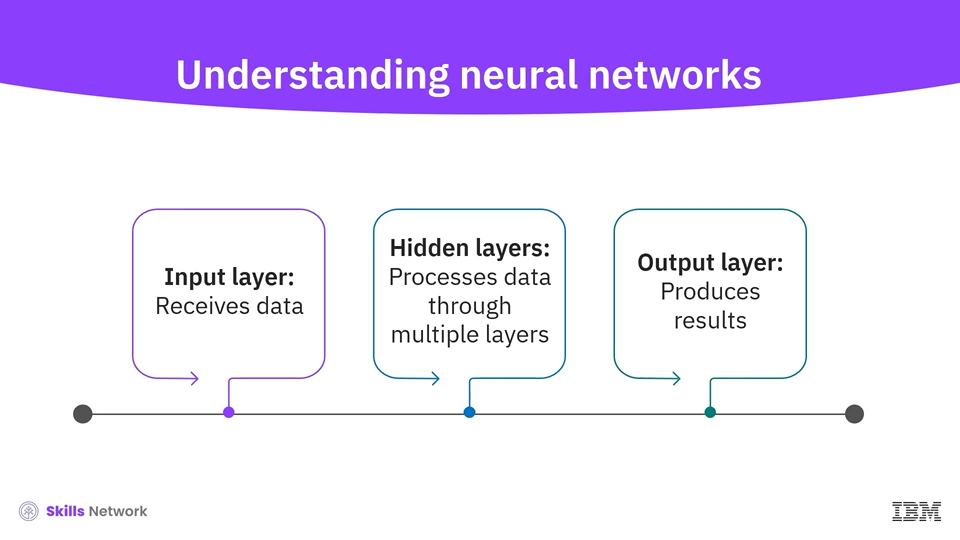 Understanding neural networks
Input layer:
Receives data
Hidden layers:
Processes data
through
multiple layers
Output layer:
Produces
results
Skills Network
IBM